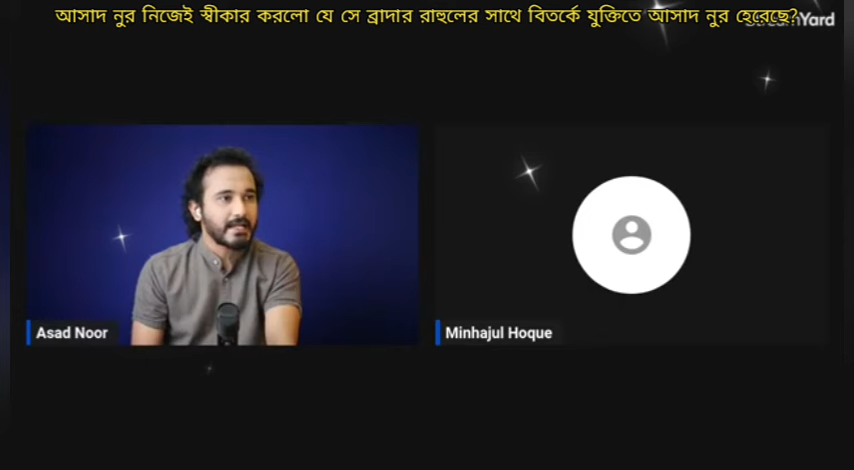 আসাদ নুর নিজেই স্বীকার করলো যে সে ব্রাদার রাহুলের সাথে বিতর্কে যুক্তিতে আসাদ নুর হেরেছে?
Asad Noor
Minhajul Hoque